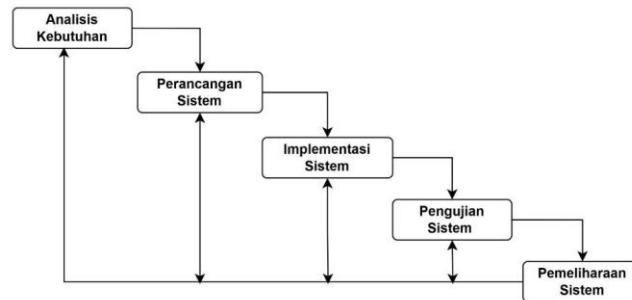 Analisis
Kebutuhan
Perancangan
Sistem
Implementasi
Sistem
Pengujian
Sistem
Pemeliharaan
Sistem